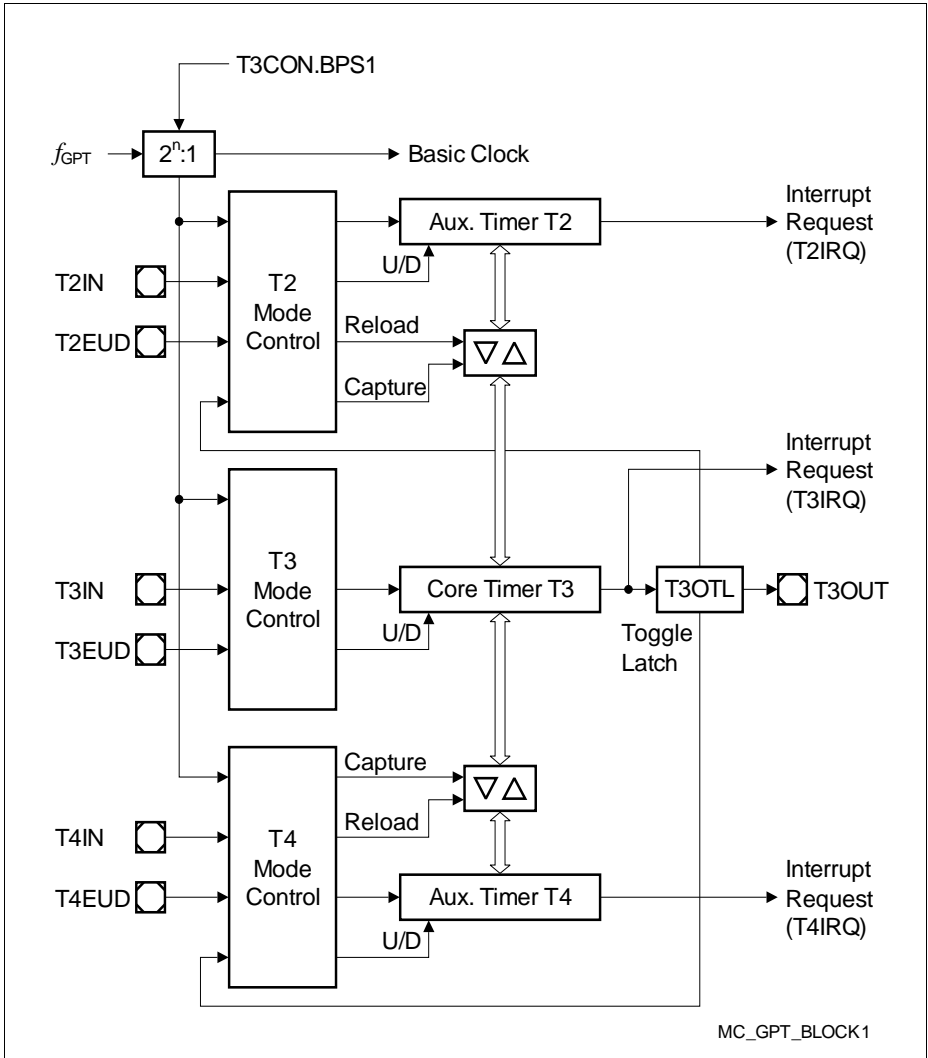 T3CON.BPS1
fGPT
2ⁿ:1
Basic Clock
Interrupt
Request
(T2IRQ)
Aux. Timer T2
U/D
T2IN
T2
Mode
Control
T2EUD
Reload
Capture
Interrupt
Request
(T3IRQ)
T3
Mode
Control
T3IN
Core Timer T3
T3OTL
T3OUT
T3EUD
U/D
Toggle
Latch
Capture
Reload
T4IN
T4
Mode
Control
T4EUD
Aux. Timer T4
U/D
Interrupt
Request
(T4IRQ)
MC_GPT_BLOCK1